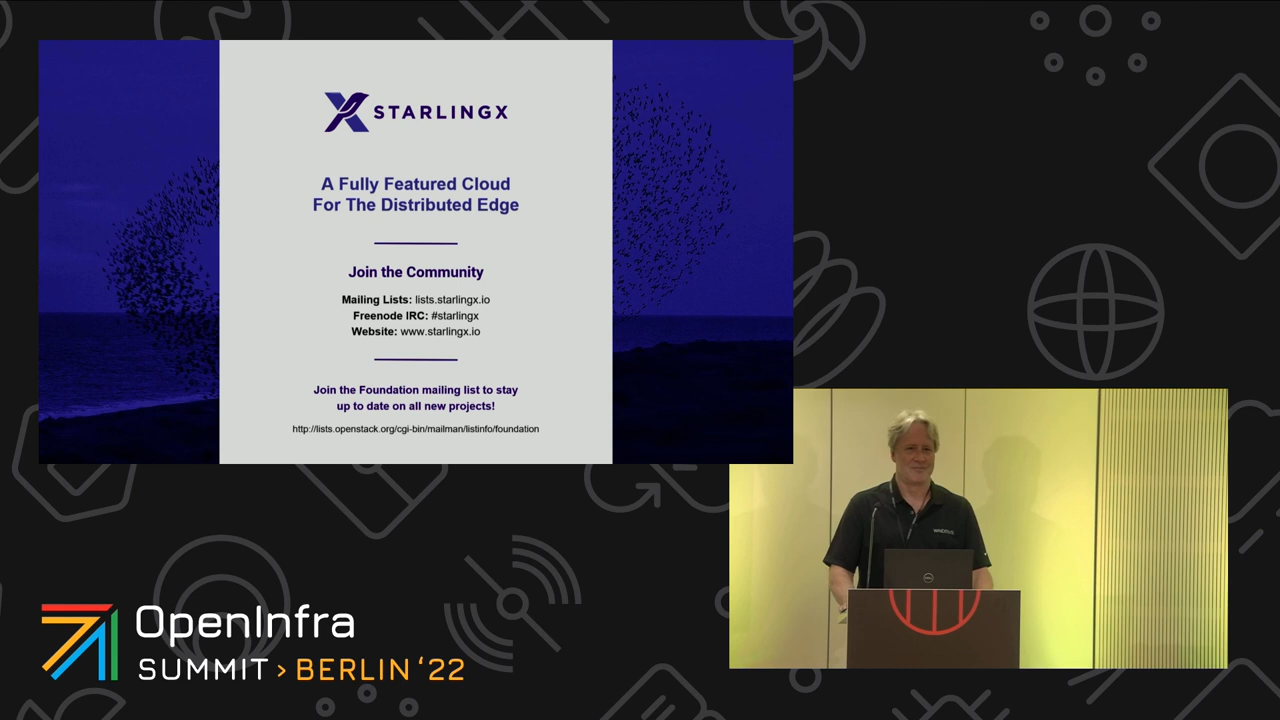 STARLINGX
A Fully Featured Cloud
For The Distributed Edge
Join the Community
Mailing Lists: lists.starlingx.io
Freenode IRC: #starlingx
Website: www.starlingx.io
Join the Foundation mailing list to stay
up to date on all new projects!
http://lists.openstack.org/cgi-bin/mailman/listinfo/foundation
DELL
OpenInfra
SUMMIT > BERLIN ‘22